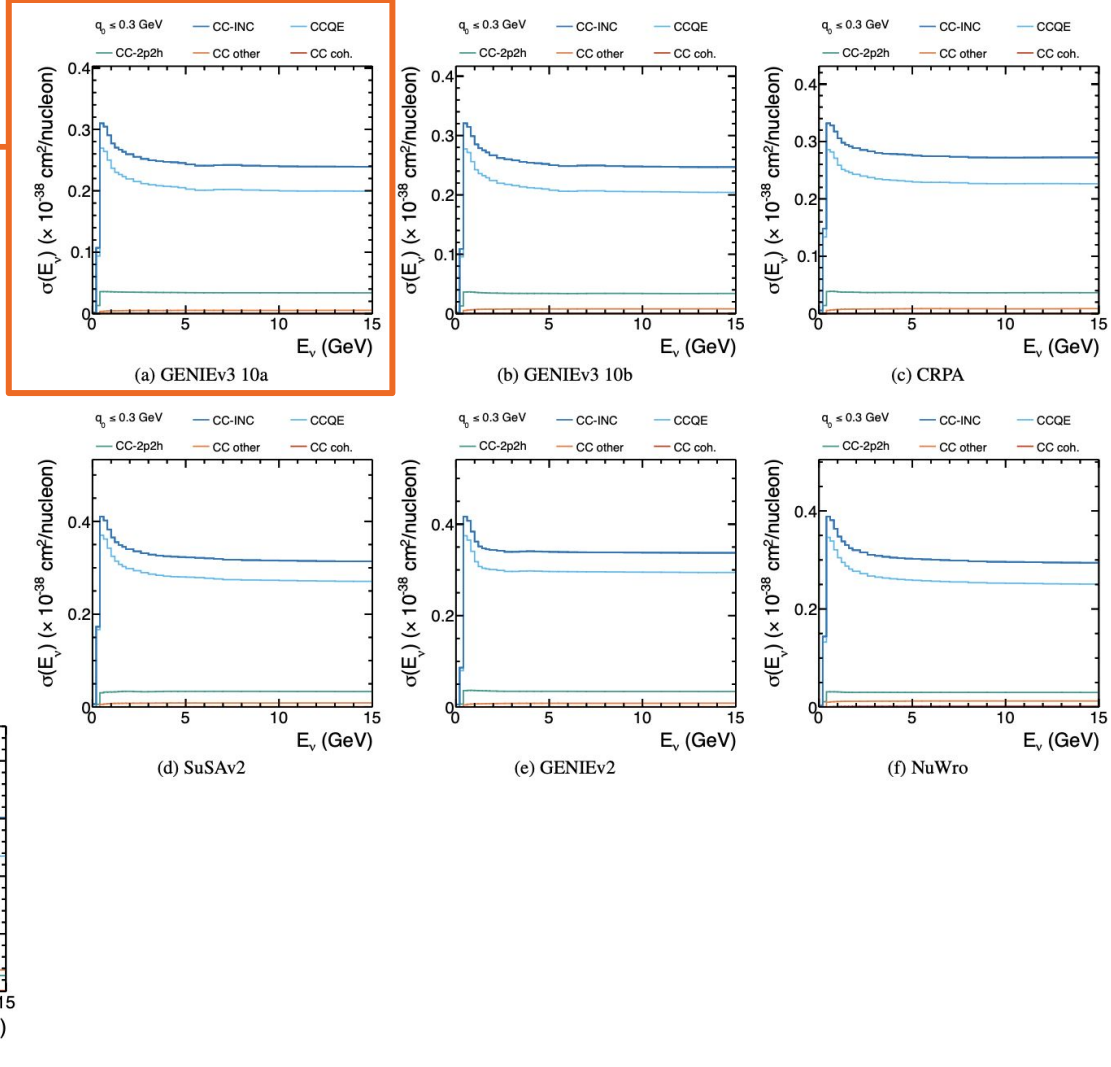 q0 ≤ 0.3 GeV CC-INC CCQE
CC-2p2h CC other CC coh.
0.4
0.3
0.2
0.1
0
σ(Eν) (× 10-38 cm2/nucleon)
0 5 10 15
Eν (GeV)
(a) GENIEv3 10a
q0 ≤ 0.3 GeV CC-INC CCQE
CC-2p2h CC other CC coh.
0.4
0.3
0.2
0.1
0
σ(Eν) (× 10-38 cm2/nucleon)
0 5 10 15
Eν (GeV)
(b) GENIEv3 10b
q0 ≤ 0.3 GeV CC-INC CCQE
CC-2p2h CC other CC coh.
0.4
0.3
0.2
0.1
0
σ(Eν) (× 10-38 cm2/nucleon)
0 5 10 15
Eν (GeV)
(c) CRPA
q0 ≤ 0.3 GeV CC-INC CCQE
CC-2p2h CC other CC coh.
0.4
0.2
0
σ(Eν) (× 10-38 cm2/nucleon)
0 5 10 15
Eν (GeV)
(d) SuSAv2
q0 ≤ 0.3 GeV CC-INC CCQE
CC-2p2h CC other CC coh.
0.4
0.2
0
σ(Eν) (× 10-38 cm2/nucleon)
0 5 10 15
Eν (GeV)
(e) GENIEv2
q0 ≤ 0.3 GeV CC-INC CCQE
CC-2p2h CC other CC coh.
0.4
0.2
0
σ(Eν) (× 10-38 cm2/nucleon)
0 5 10 15
Eν (GeV)
(f) NuWro
15
)